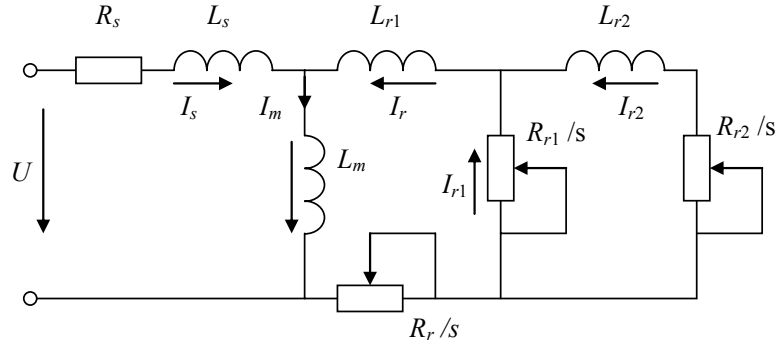 Rs Ls Lr1 Lr2
Is Im Ir Ir2
U Lm Ir1 Rr1 /s Rr2 /s
Rr /s